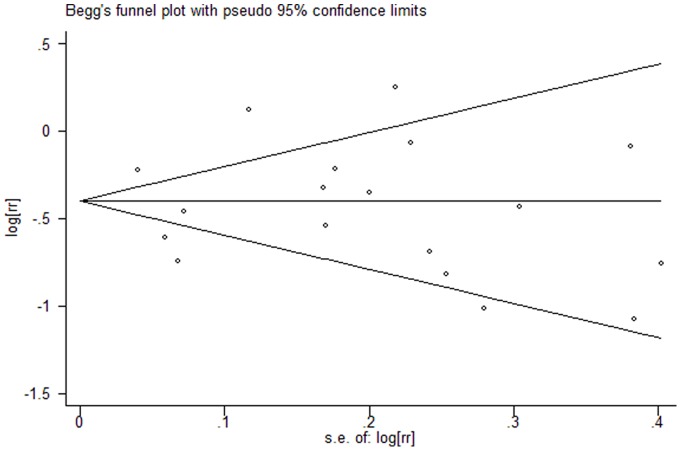 Begg's funnel plot with pseudo 95% confidence limits
.5
0
-.5
-1
-1.5
log[rr]
0 .1 .2 .3 .4
s.e. of: log[rr]